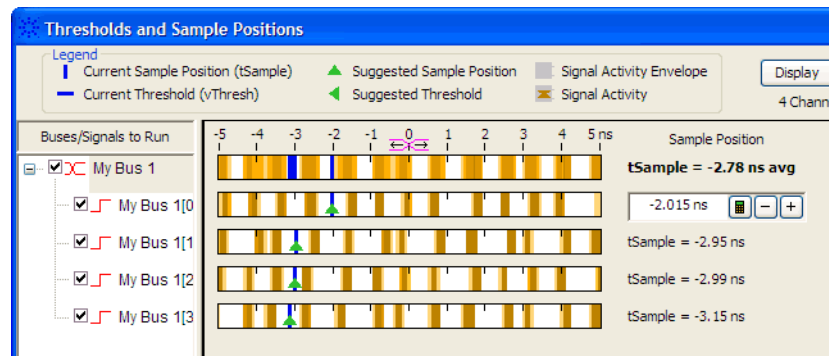 Thresholds and Sample Positions
Legend
Current Sample Position (tSample)
Suggested Sample Position
Signal Activity Envelope
Current Threshold (vThresh)
Suggested Threshold
Signal Activity
Display
4 Chann
Buses/Signals to Run
-5 -4 -3 -2 -1 0 1 2 3 4 5 ns
Sample Position
My Bus 1
tSample = -2.78 ns avg
My Bus 1[0
-2.015 ns
My Bus 1[1
tSample = -2.95 ns
My Bus 1[2
tSample = -2.99 ns
My Bus 1[3
tSample = -3.15 ns